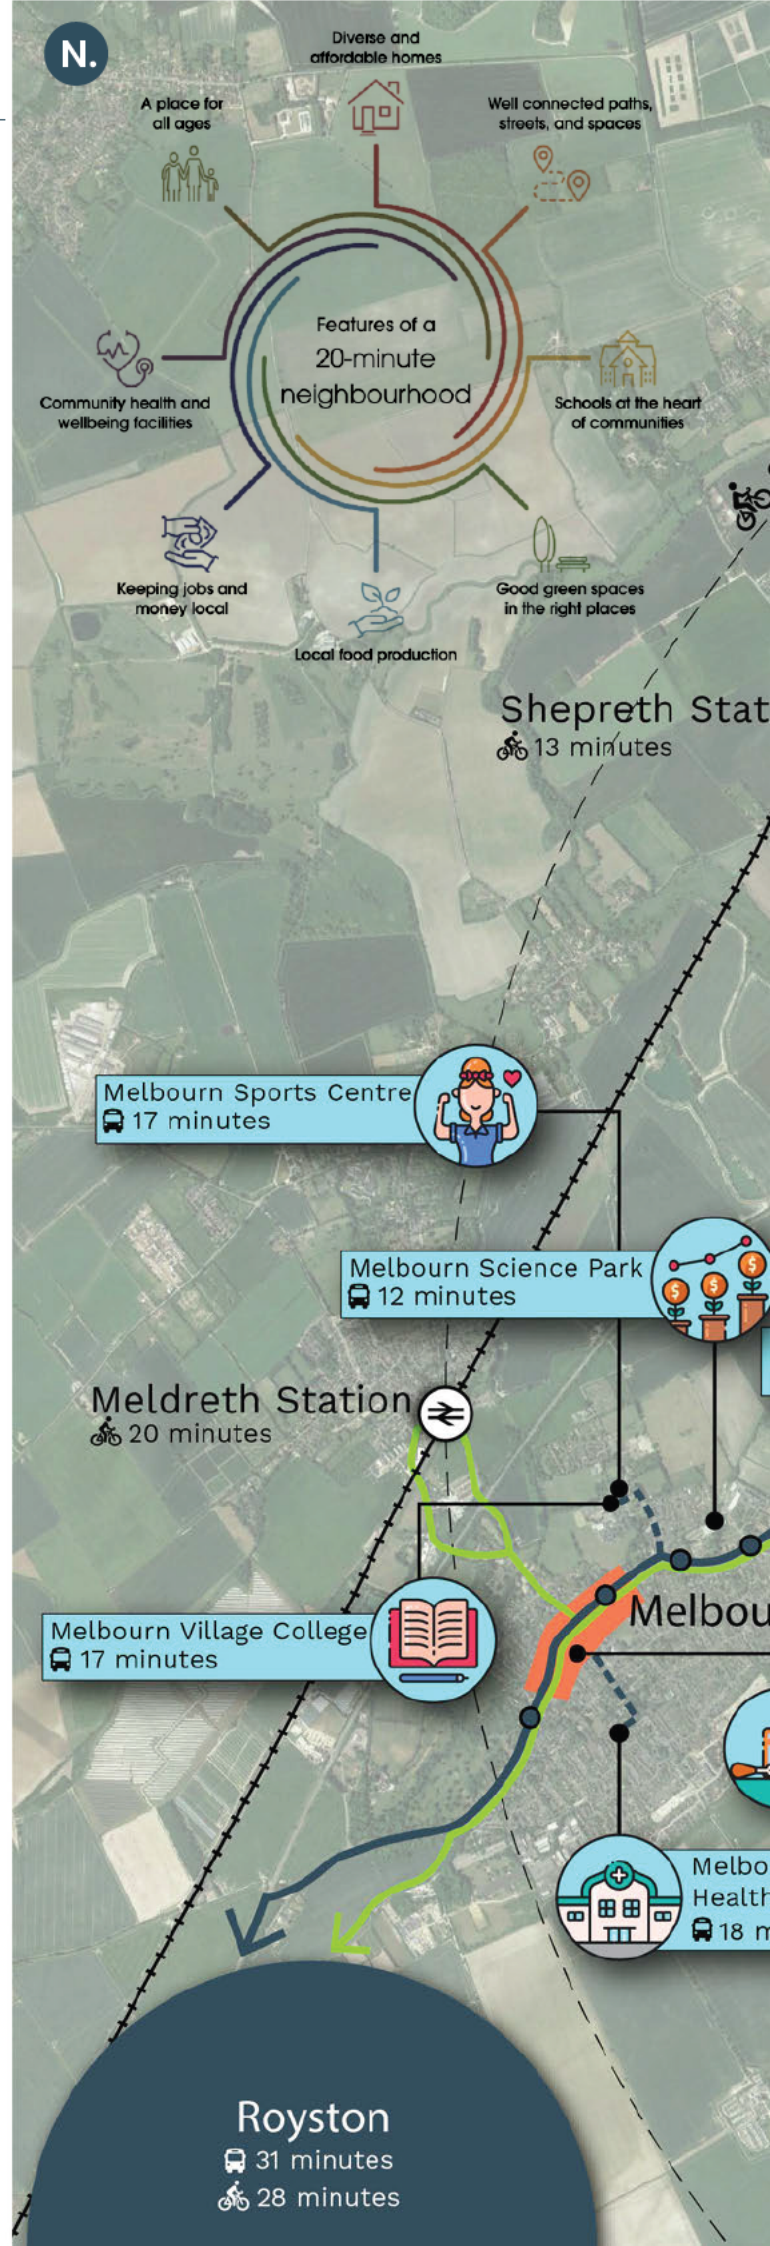 N.
Diverse and
affordable homes
A place for
all ages
Well connected paths,
streets, and spaces
Features of a
20-minute
neighbourhood
Community health and
wellbeing facilities
Schools at the heart
of communities
Keeping jobs and
money local
Good green spaces
in the right places
Local food production
Shepreth Stat
13 minutes
Melbourn Sports Centre
17 minutes
Melbourn Science Park
12 minutes
Meldreth Station
20 minutes
Melbourn Village College
17 minutes
Melbou
Melbo
Health
18 m
Royston
31 minutes
28 minutes